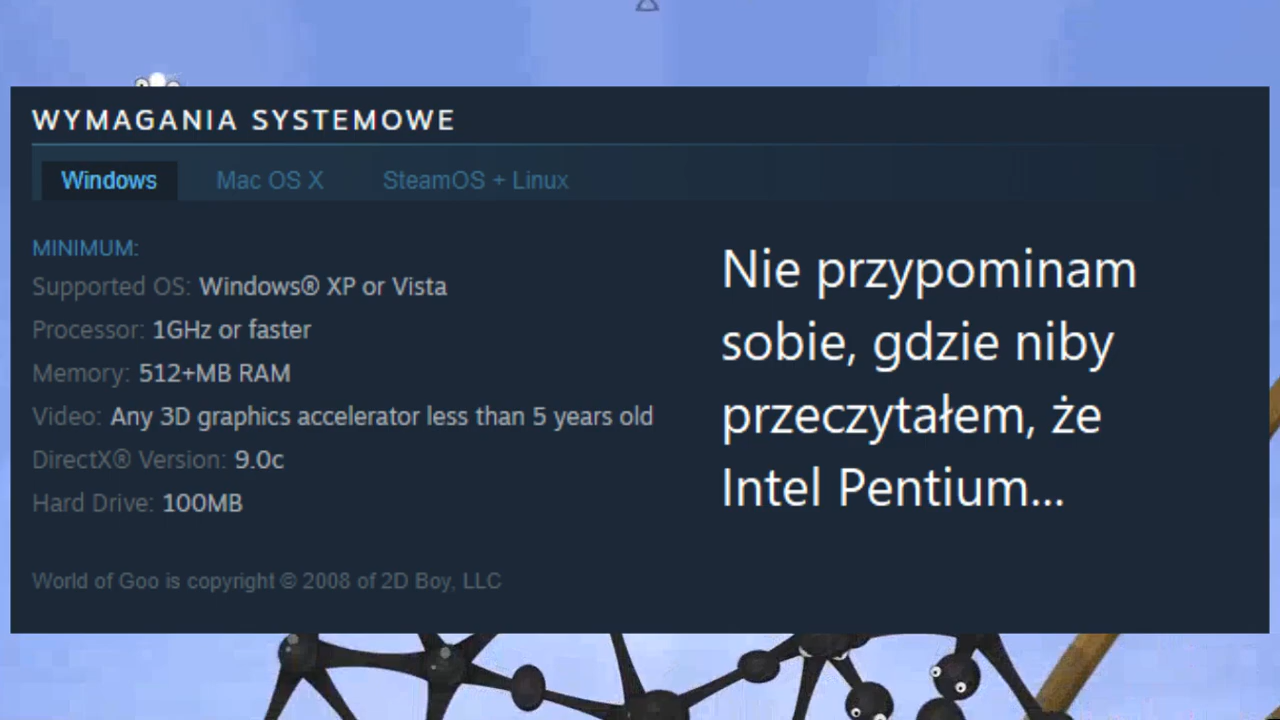 WYMAGANIA SYSTEMOWE
Windows Mac OS X SteamOS + Linux
MINIMUM:
Supported OS: Windows® XP or Vista
Processor: 1GHz or faster
Memory: 512+MB RAM
Video: Any 3D graphics accelerator less than 5 years old
DirectX® Version: 9.0c
Hard Drive: 100MB
World of Goo is copyright © 2008 of 2D Boy, LLC
Nie przypominam
sobie, gdzie niby
przeczytałem, że
Intel Pentium...